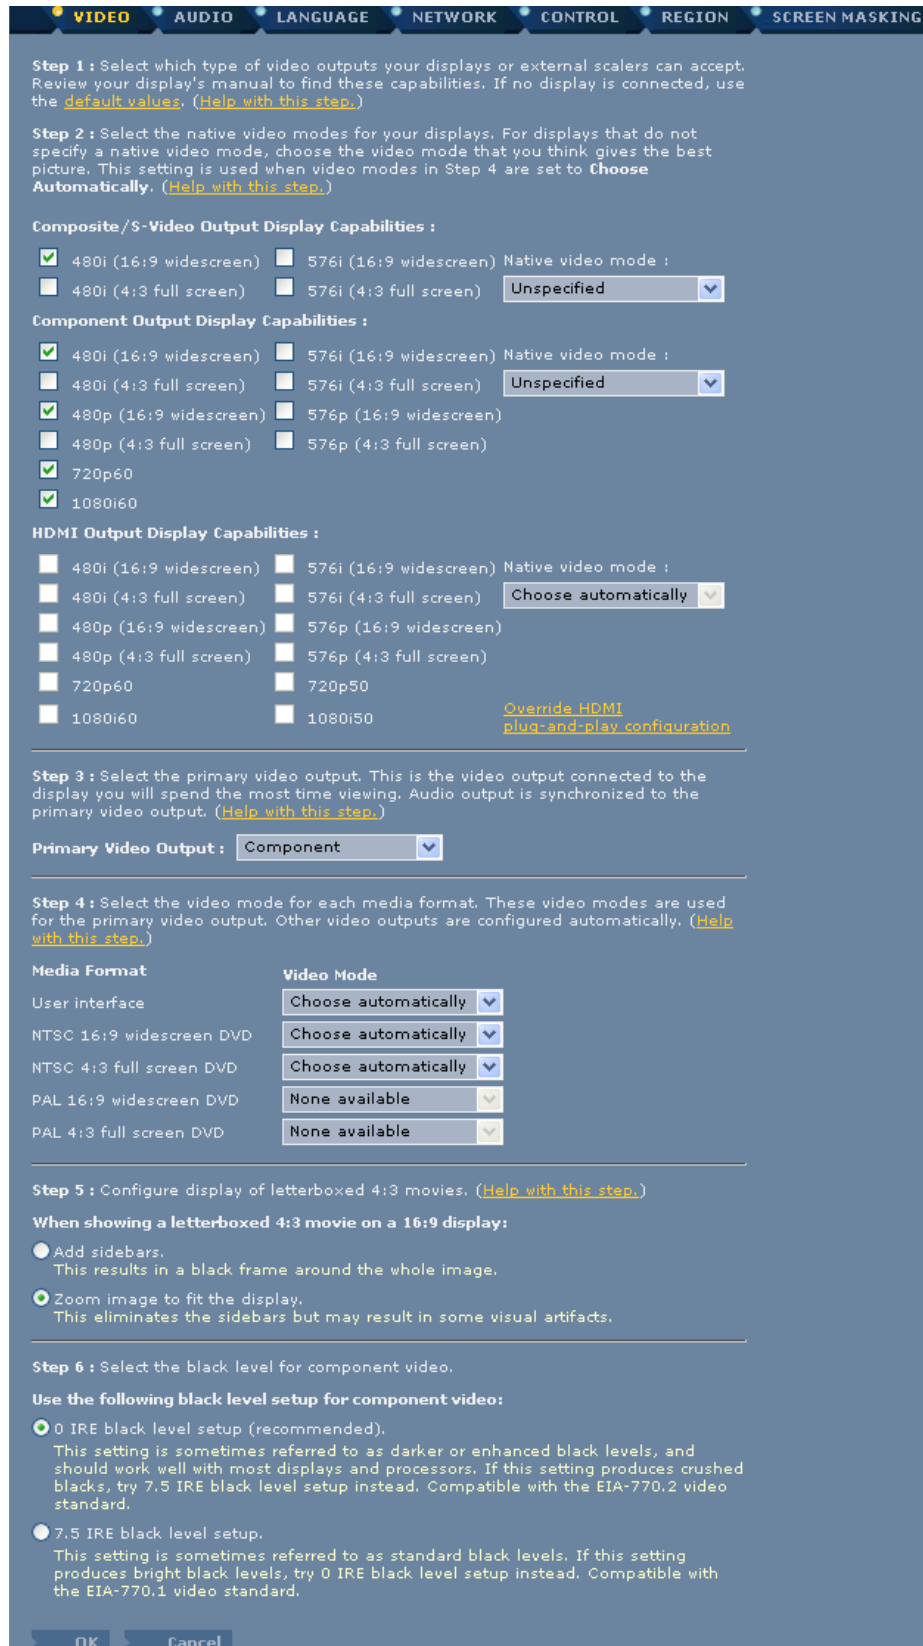 VIDEO AUDIO LANGUAGE NETWORK CONTROL REGION SCREEN MASKING
Step 1 : Select which type of video outputs your displays or external scalers can accept.
Review your display's manual to find these capabilities. If no display is connected, use
the default values. (Help with this step.)
Step 2 : Select the native video modes for your displays. For displays that do not
specify a native video mode, choose the video mode that you think gives the best
picture. This setting is used when video modes in Step 4 are set to Choose
Automatically. (Help with this step.)
Composite/S-Video Output Display Capabilities :
480i (16:9 widescreen) 576i (16:9 widescreen) Native video mode :
480i (4:3 full screen) 576i (4:3 full screen) Unspecified
Component Output Display Capabilities :
480i (16:9 widescreen) 576i (16:9 widescreen) Native video mode :
480i (4:3 full screen) 576i (4:3 full screen) Unspecified
480p (16:9 widescreen) 576p (16:9 widescreen)
480p (4:3 full screen) 576p (4:3 full screen)
720p60
1080i60
HDMI Output Display Capabilities :
480i (16:9 widescreen) 576i (16:9 widescreen) Native video mode :
480i (4:3 full screen) 576i (4:3 full screen) Choose automatically
480p (16:9 widescreen) 576p (16:9 widescreen)
480p (4:3 full screen) 576p (4:3 full screen)
720p60 720p50
1080i60 1080i50 Override HDMI
plug-and-play configuration
Step 3 : Select the primary video output. This is the video output connected to the
display you will spend the most time viewing. Audio output is synchronized to the
primary video output. (Help with this step.)
Primary Video Output : Component
Step 4 : Select the video mode for each media format. These video modes are used
for the primary video output. Other video outputs are configured automatically. (Help
with this step.)
Media Format Video Mode
User interface Choose automatically
NTSC 16:9 widescreen DVD Choose automatically
NTSC 4:3 full screen DVD Choose automatically
PAL 16:9 widescreen DVD None available
PAL 4:3 full screen DVD None available
Step 5 : Configure display of letterboxed 4:3 movies. (Help with this step.)
When showing a letterboxed 4:3 movie on a 16:9 display:
Add sidebars.
This results in a black frame around the whole image.
Zoom image to fit the display.
This eliminates the sidebars but may result in some visual artifacts.
Step 6 : Select the black level for component video.
Use the following black level setup for component video:
0 IRE black level setup (recommended).
This setting is sometimes referred to as darker or enhanced black levels, and
should work well with most displays and processors. If this setting produces crushed
blacks, try 7.5 IRE black level setup instead. Compatible with the EIA-770.2 video
standard.
7.5 IRE black level setup.
This setting is sometimes referred to as standard black levels. If this setting
produces bright black levels, try 0 IRE black level setup instead. Compatible with
the EIA-770.1 video standard.
OK Cancel